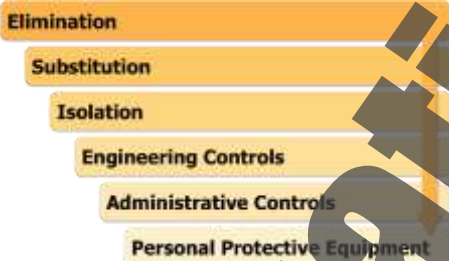 Elimination
Substitution
Isolation
Engineering Controls
Administrative Controls
Personal Protective Equipment